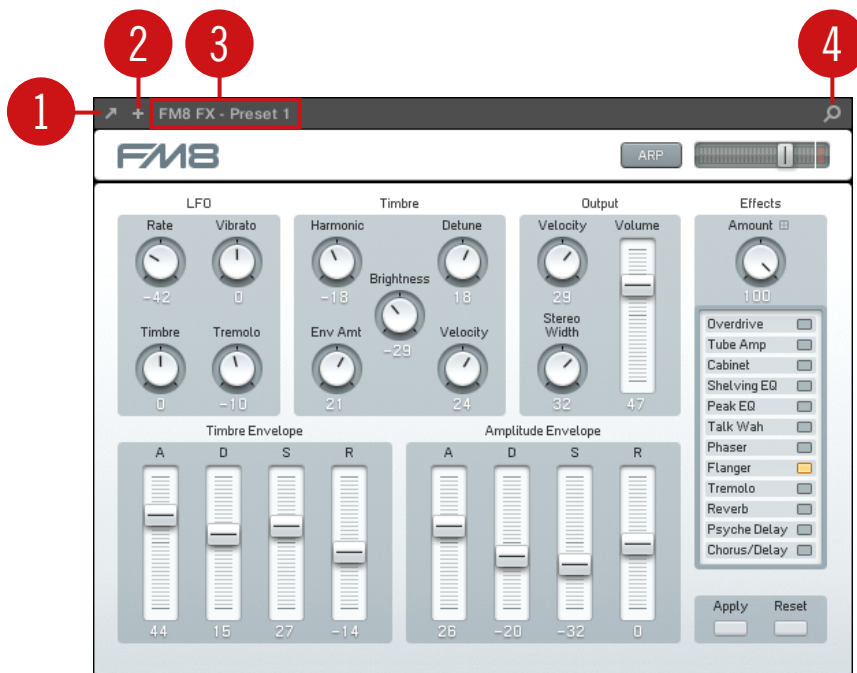 2 3 4
1
+ FM8 FX - Preset 1
FM8
ARP
LFO Timbre Output Effects
Rate Vibrato Harmonic Detune Velocity Volume Amount
-42 0 -18 18 29 100
Brightness
-29
Timbre Tremolo Env Amt Velocity Stereo
Width
0 -10 21 24 32 47
Overdrive
Tube Amp
Cabinet
Shelving EQ
Peak EQ
Talk Wah
Phaser
Flanger
Tremolo
Reverb
Psyche Delay
Chorus/Delay
Timbre Envelope Amplitude Envelope
A D S R A D S R
44 15 27 -14 26 -20 -32 0
Apply Reset